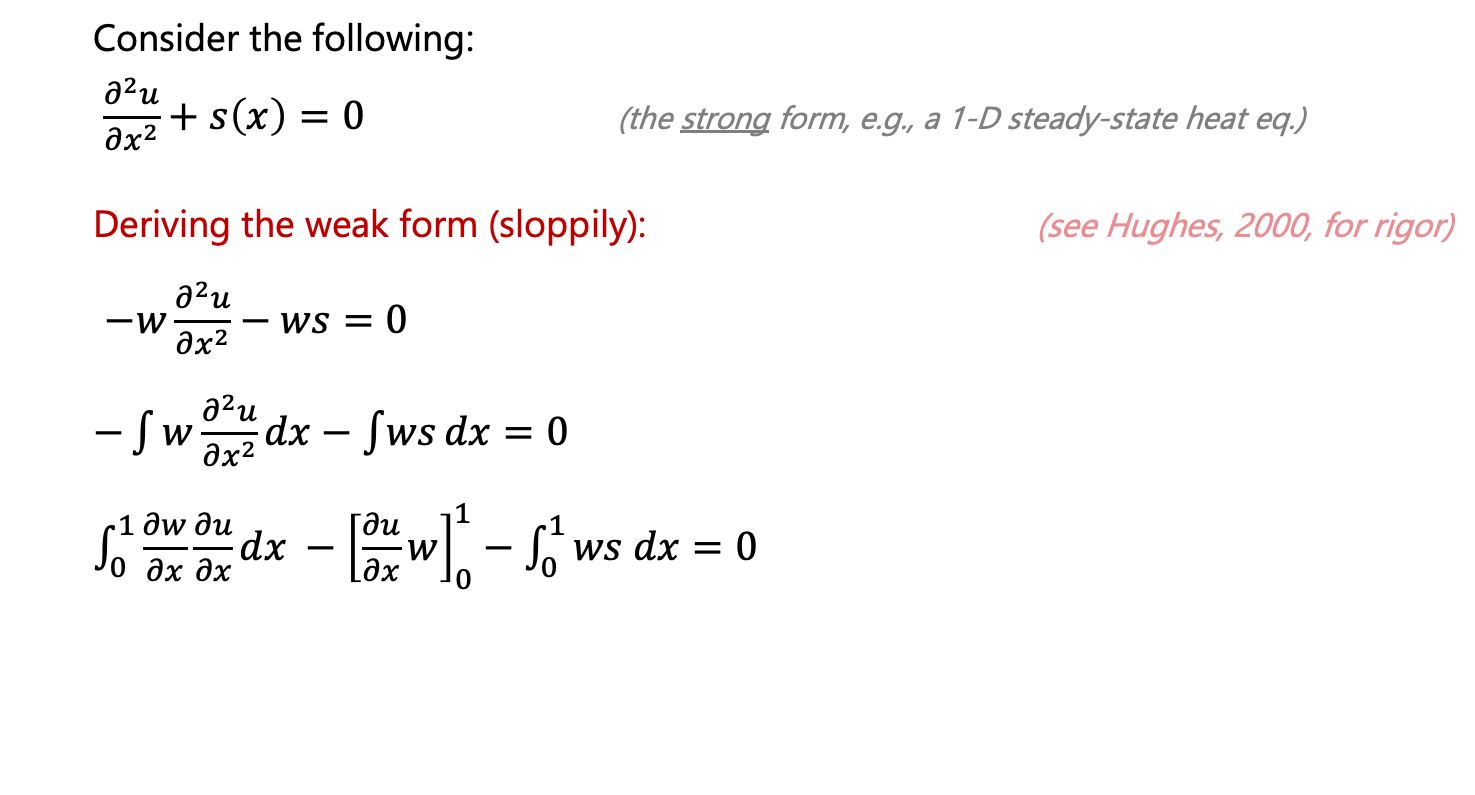 Consider the following:
∂²u/∂x² + s(x) = 0 (the strong form, e.g., a 1-D steady-state heat eq.)
Deriving the weak form (sloppily): (see Hughes, 2000, for rigor)
−w ∂²u/∂x² − ws = 0
− ∫ w ∂²u/∂x² dx − ∫ws dx = 0
∫₀¹ ∂w/∂x ∂u/∂x dx − [∂u/∂x w]₀¹ − ∫₀¹ ws dx = 0